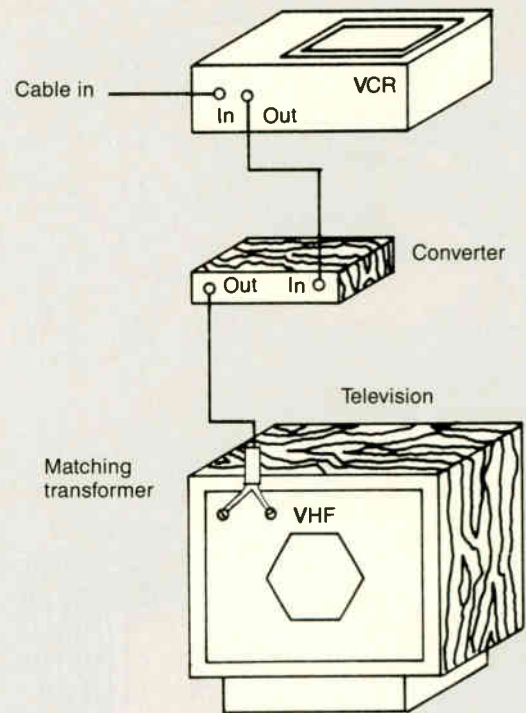 VCR
Cable in
In Out
Converter
Out In
Television
Matching
transformer
VHF